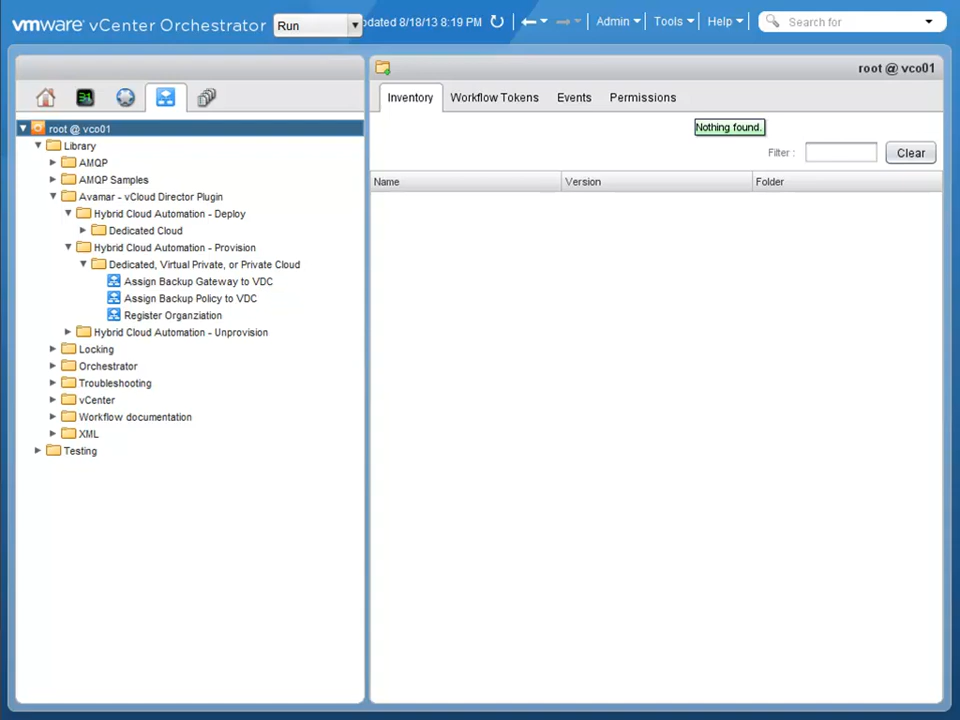 vmware vCenter Orchestrator Run dated 8/18/13 8:19 PM Admin Tools Help Search for
root @ vco01
31
Inventory Workflow Tokens Events Permissions
Nothing found.
Filter : Clear
Name Version Folder
root @ vco01
Library
AMQP
AMQP Samples
Avamar - vCloud Director Plugin
Hybrid Cloud Automation - Deploy
Dedicated Cloud
Hybrid Cloud Automation - Provision
Dedicated, Virtual Private, or Private Cloud
Assign Backup Gateway to VDC
Assign Backup Policy to VDC
Register Organziation
Hybrid Cloud Automation - Unprovision
Locking
Orchestrator
Troubleshooting
vCenter
Workflow documentation
XML
Testing